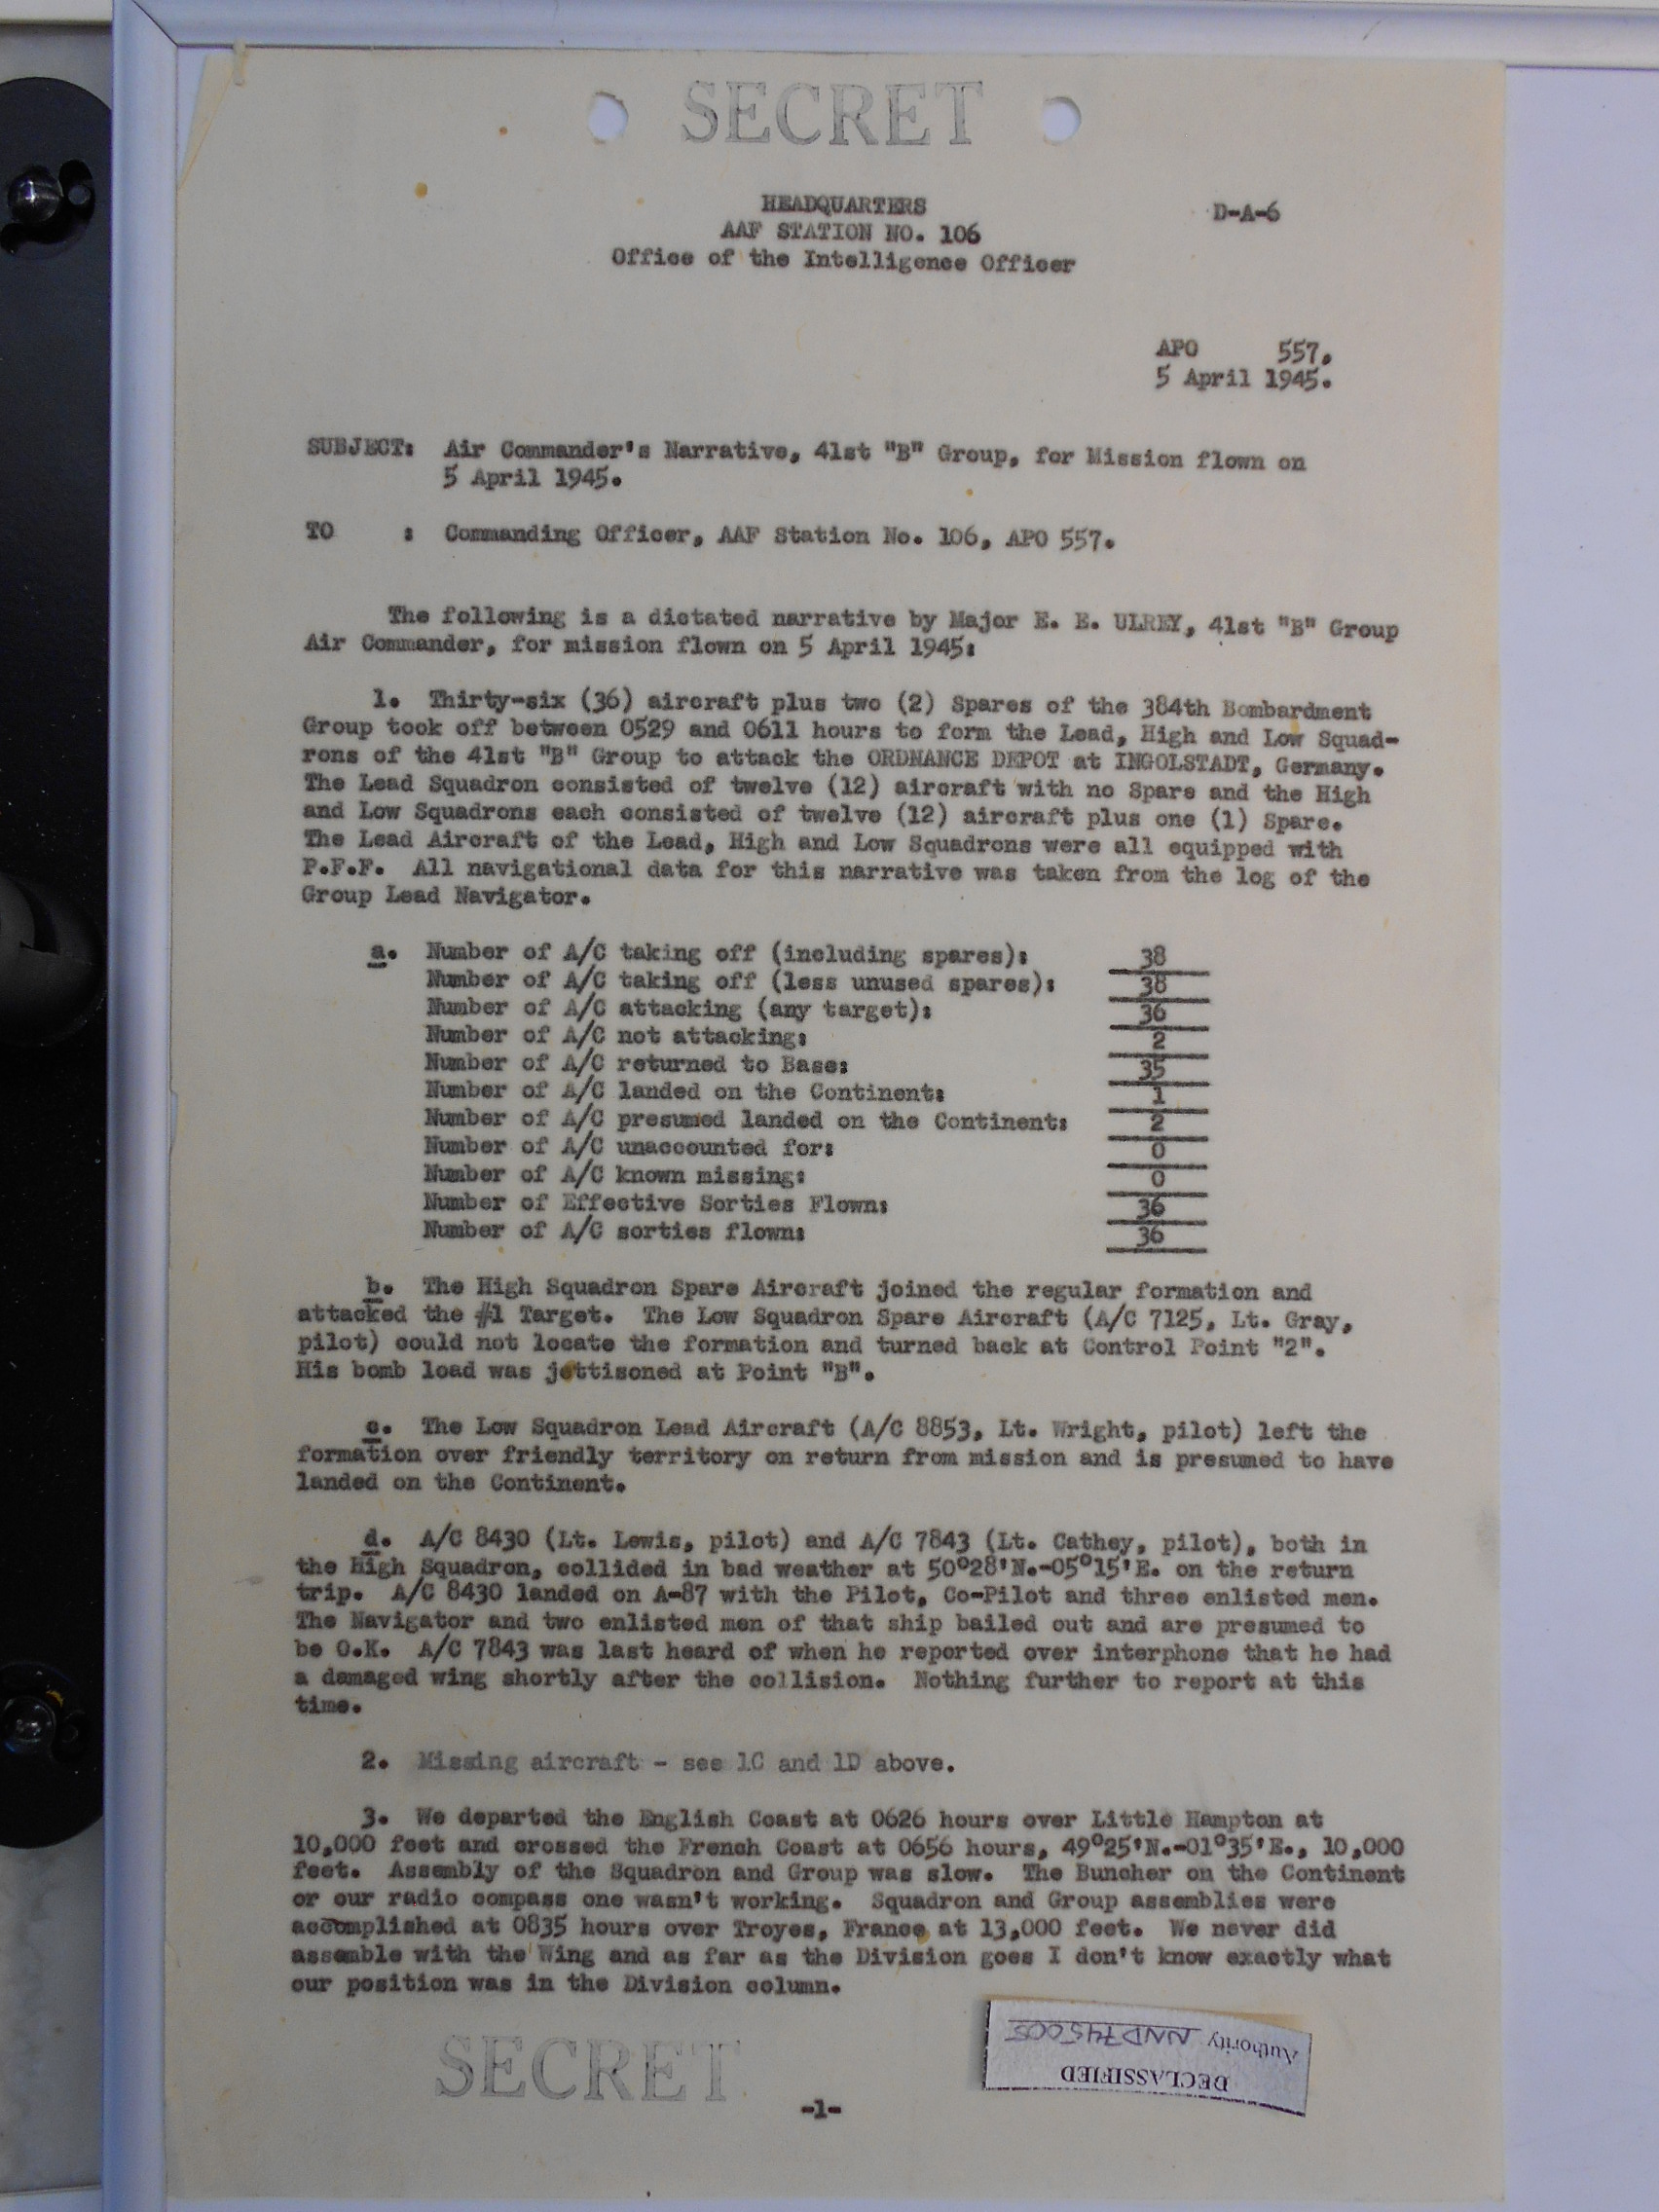 SECRET
HEADQUARTERS
D-A-6
AAF STATION NO. 106
Office of the Intelligence Officer
APO 557.
5 April 1945.
SUBJECT: Air Commander's Narrative, 41st "B" Group, for Mission flown on
5 April 1945.
TO : Commanding Officer, AAF Station No. 106, APO 557.
The following is a dictated narrative by Major E. E. ULREY, 41st "B" Group
Air Commander, for mission flown on 5 April 1945:
1. Thirty-six (36) aircraft plus two (2) Spares of the 384th Bombardment
Group took off between 0529 and 0611 hours to form the Lead, High and Low Squad-
rons of the 41st "B" Group to attack the ORDNANCE DEPOT at INGOLSTADT, Germany.
The Lead Squadron consisted of twelve (12) aircraft with no Spare and the High
and Low Squadrons each consisted of twelve (12) aircraft plus one (1) Spare.
The Lead Aircraft of the Lead, High and Low Squadrons were all equipped with
P.F.F. All navigational data for this narrative was taken from the log of the
Group Lead Navigator.
a. Number of A/C taking off (including spares): 38
Number of A/C taking off (less unused spares): 38
Number of A/C attacking (any target): 36
Number of A/C not attacking: 2
Number of A/C returned to Base: 35
Number of A/C landed on the Continent: 1
Number of A/C presumed landed on the Continent: 2
Number of A/C unaccounted for: 0
Number of A/C known missing: 0
Number of Effective Sorties Flown: 36
Number of A/C sorties flown: 36
b. The High Squadron Spare Aircraft joined the regular formation and
attacked the #1 Target. The Low Squadron Spare Aircraft (A/C 7125, Lt. Gray,
pilot) could not locate the formation and turned back at Control Point "2".
His bomb load was jettisoned at Point "B".
c. The Low Squadron Lead Aircraft (A/C 8853, Lt. Wright, pilot) left the
formation over friendly territory on return from mission and is presumed to have
landed on the Continent.
d. A/C 8430 (Lt. Lewis, pilot) and A/C 7843 (Lt. Cathey, pilot), both in
the High Squadron, collided in bad weather at 50°28'N.-05°15'E. on the return
trip. A/C 8430 landed on A-87 with the Pilot, Co-Pilot and three enlisted men.
The Navigator and two enlisted men of that ship bailed out and are presumed to
be O.K. A/C 7843 was last heard of when he reported over interphone that he had
a damaged wing shortly after the collision. Nothing further to report at this
time.
2. Missing aircraft - see 1C and 1D above.
3. We departed the English Coast at 0626 hours over Little Hampton at
10,000 feet and crossed the French Coast at 0656 hours, 49°25'N.-01°35'E., 10,000
feet. Assembly of the Squadron and Group was slow. The Buncher on the Continent
or our radio compass one wasn't working. Squadron and Group assemblies were
accomplished at 0835 hours over Troyes, France at 13,000 feet. We never did
assemble with the Wing and as far as the Division goes I don't know exactly what
our position was in the Division column.
SECRET
-1-
DECLASSIFIED
Authority NND745005